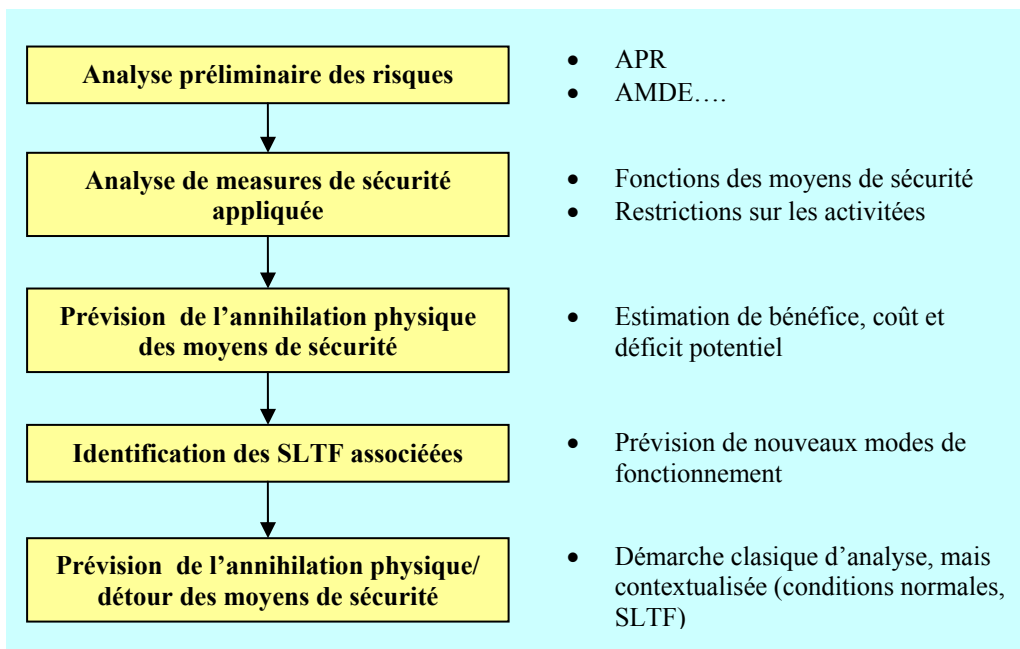 Analyse préliminaire des risques
• APR
• AMDE….
Analyse de measures de sécurité
appliquée
• Fonctions des moyens de sécurité
• Restrictions sur les activitées
Prévision de l’annihilation physique
des moyens de sécurité
• Estimation de bénéfice, coût et
déficit potentiel
Identification des SLTF associéées
• Prévision de nouveaux modes de
fonctionnement
Prévision de l’annihilation physique/
détour des moyens de sécurité
• Démarche clasique d’analyse, mais
contextualisée (conditions normales,
SLTF)